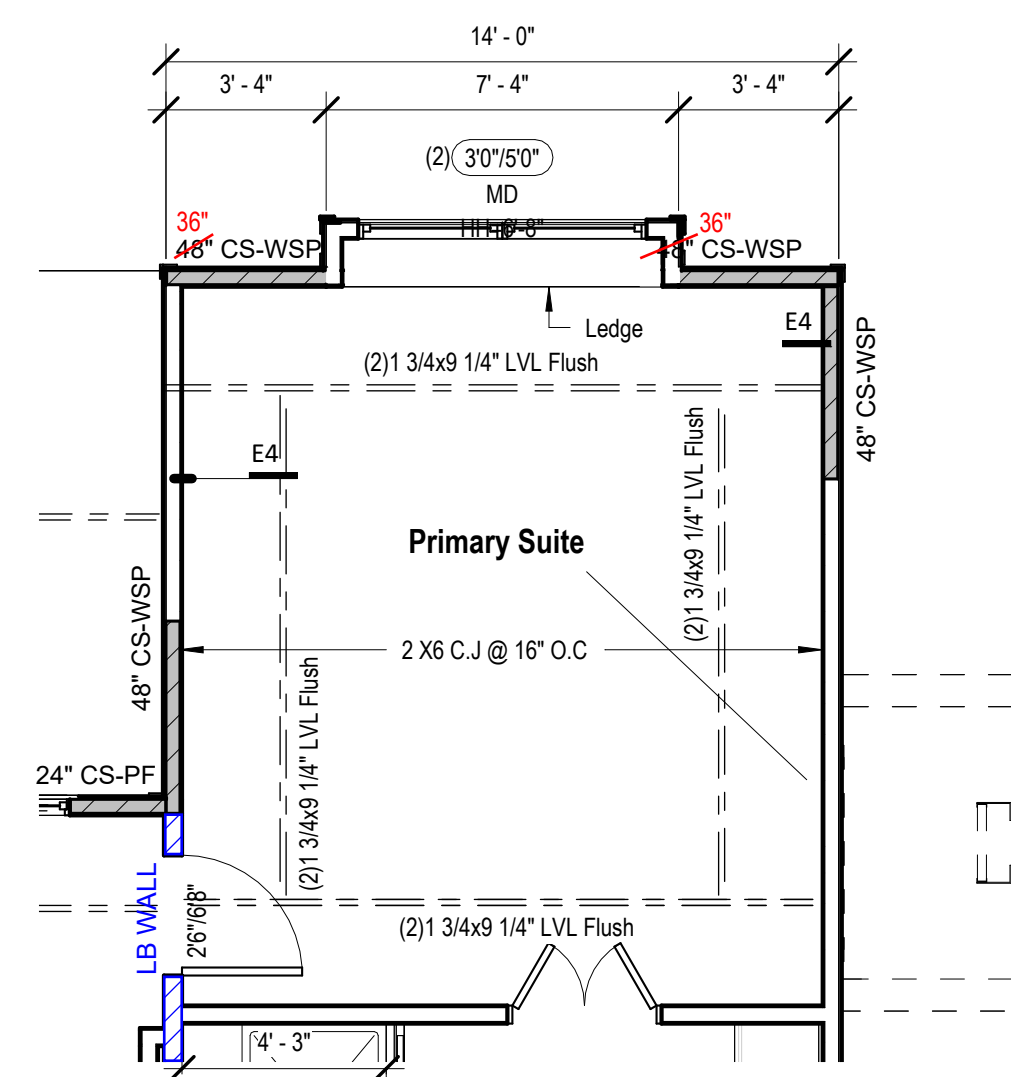 14' - 0"
3' - 4"
7' - 4"
3' - 4"
(2) 3'0"/5'0"
MD
HH 6'-8"
36"
48" CS-WSP
36"
48" CS-WSP
Ledge
E4
(2)1 3/4x9 1/4" LVL Flush
48" CS-WSP
E4
(2)1 3/4x9 1/4" LVL Flush
Primary Suite
48" CS-WSP
2 X6 C.J @ 16" O.C
(2)1 3/4x9 1/4" LVL Flush
24" CS-PF
LB WALL
2'6"/6'8"
(2)1 3/4x9 1/4" LVL Flush
4' - 3"